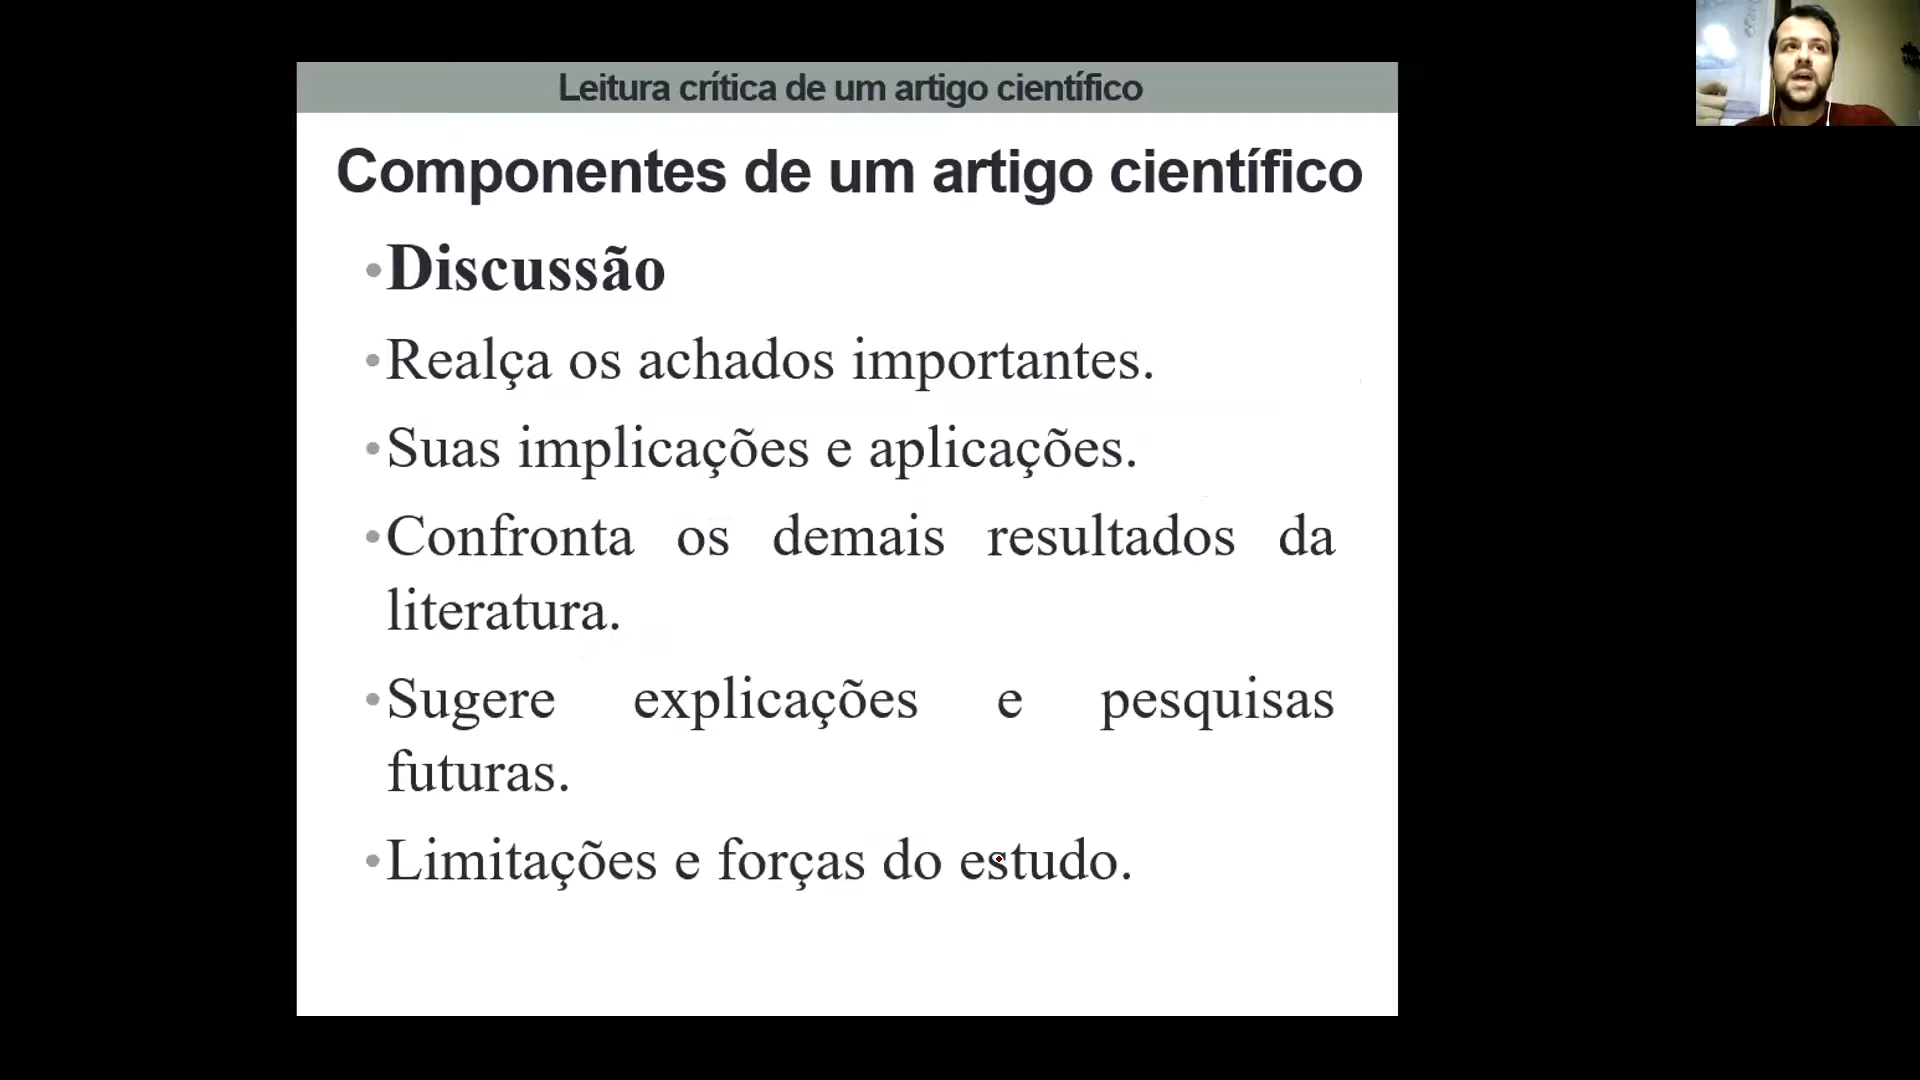 Leitura crítica de um artigo científico
Componentes de um artigo científico
•Discussão
•Realça os achados importantes.
•Suas implicações e aplicações.
•Confronta os demais resultados da
literatura.
•Sugere explicações e pesquisas
futuras.
•Limitações e forças do estudo.